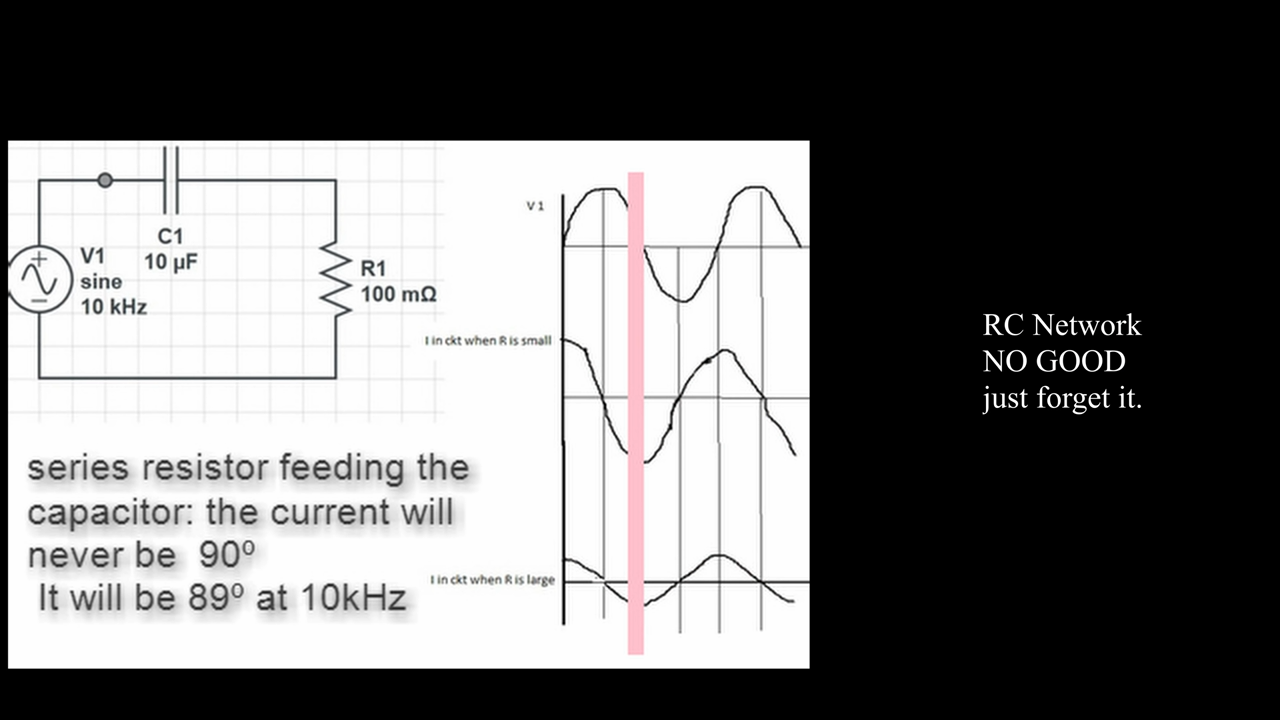 C1
10 µF
V1
sine
10 kHz
R1
100 mΩ
V 1
I in ckt when R is small
I in ckt when R is large
series resistor feeding the
capacitor: the current will
never be 90º
It will be 89º at 10kHz
RC Network
NO GOOD
just forget it.